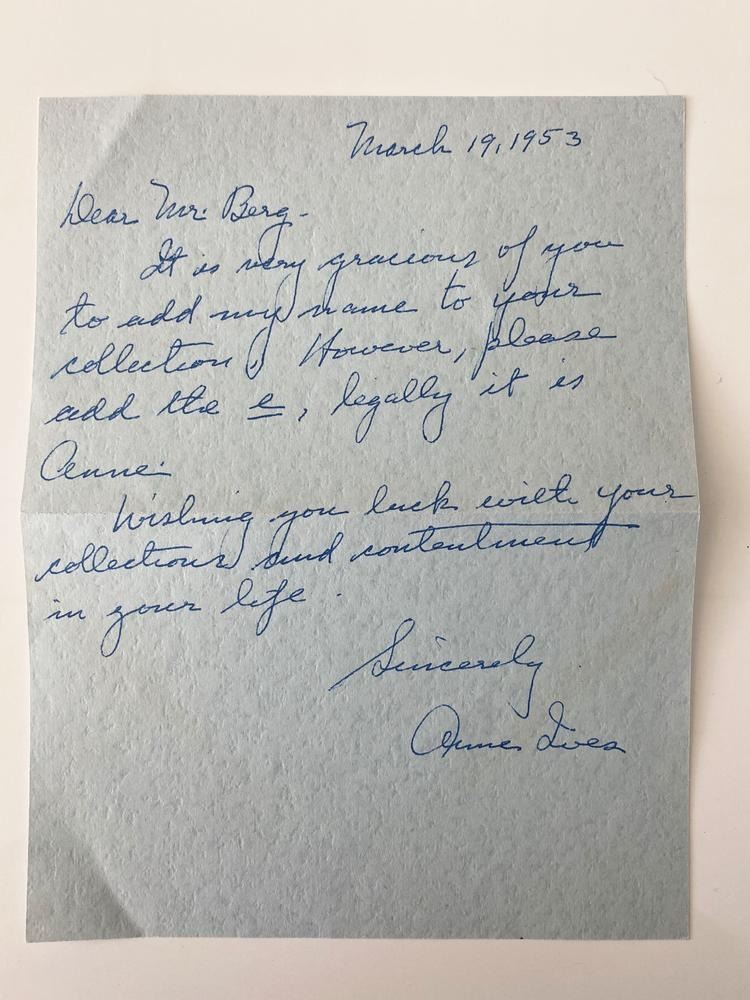 March 19, 1953
Dear Mr. Berg.
It is very gracious of you
to add my name to your
collection. However, please
add the e, legally it is
Anne.
Wishing you luck with your
collections and contentment
in your life.
Sincerely
Anne Ives